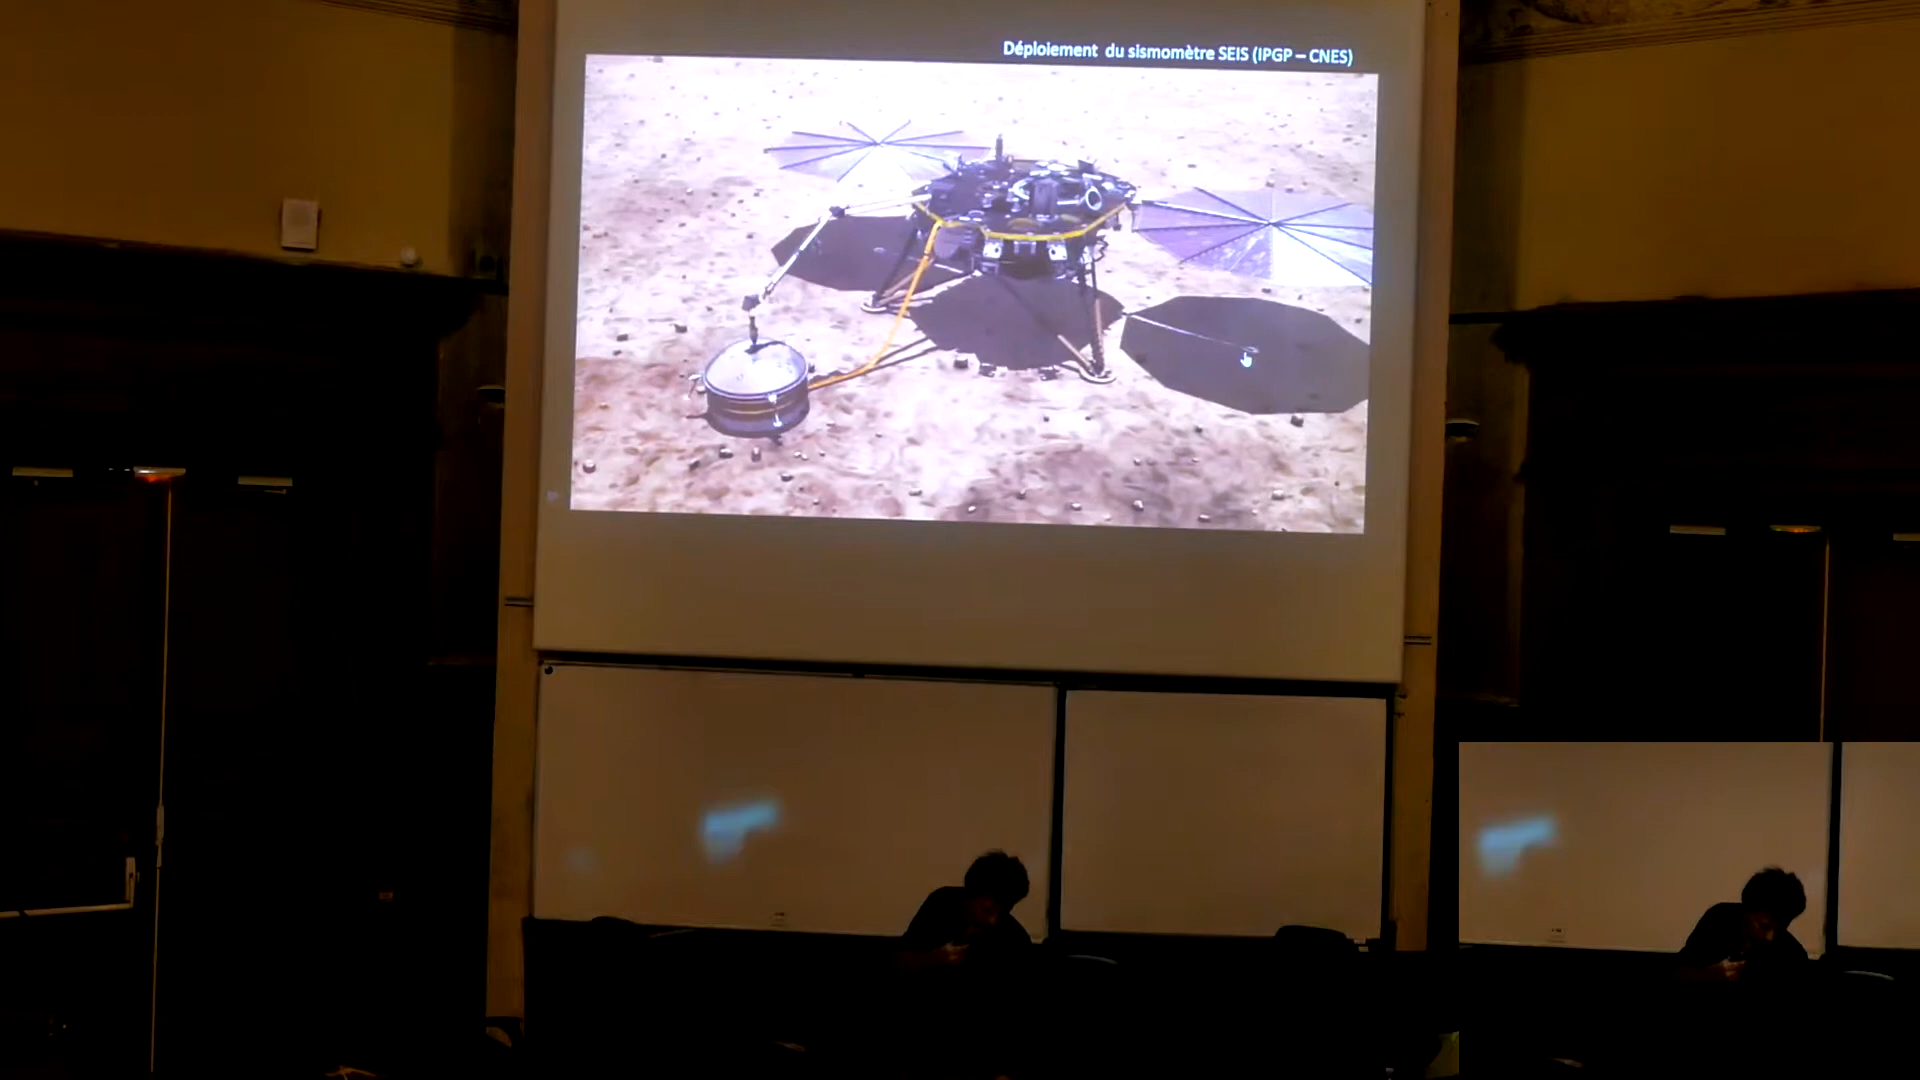 Déploiement du sismomètre SEIS (IPGP – CNES)